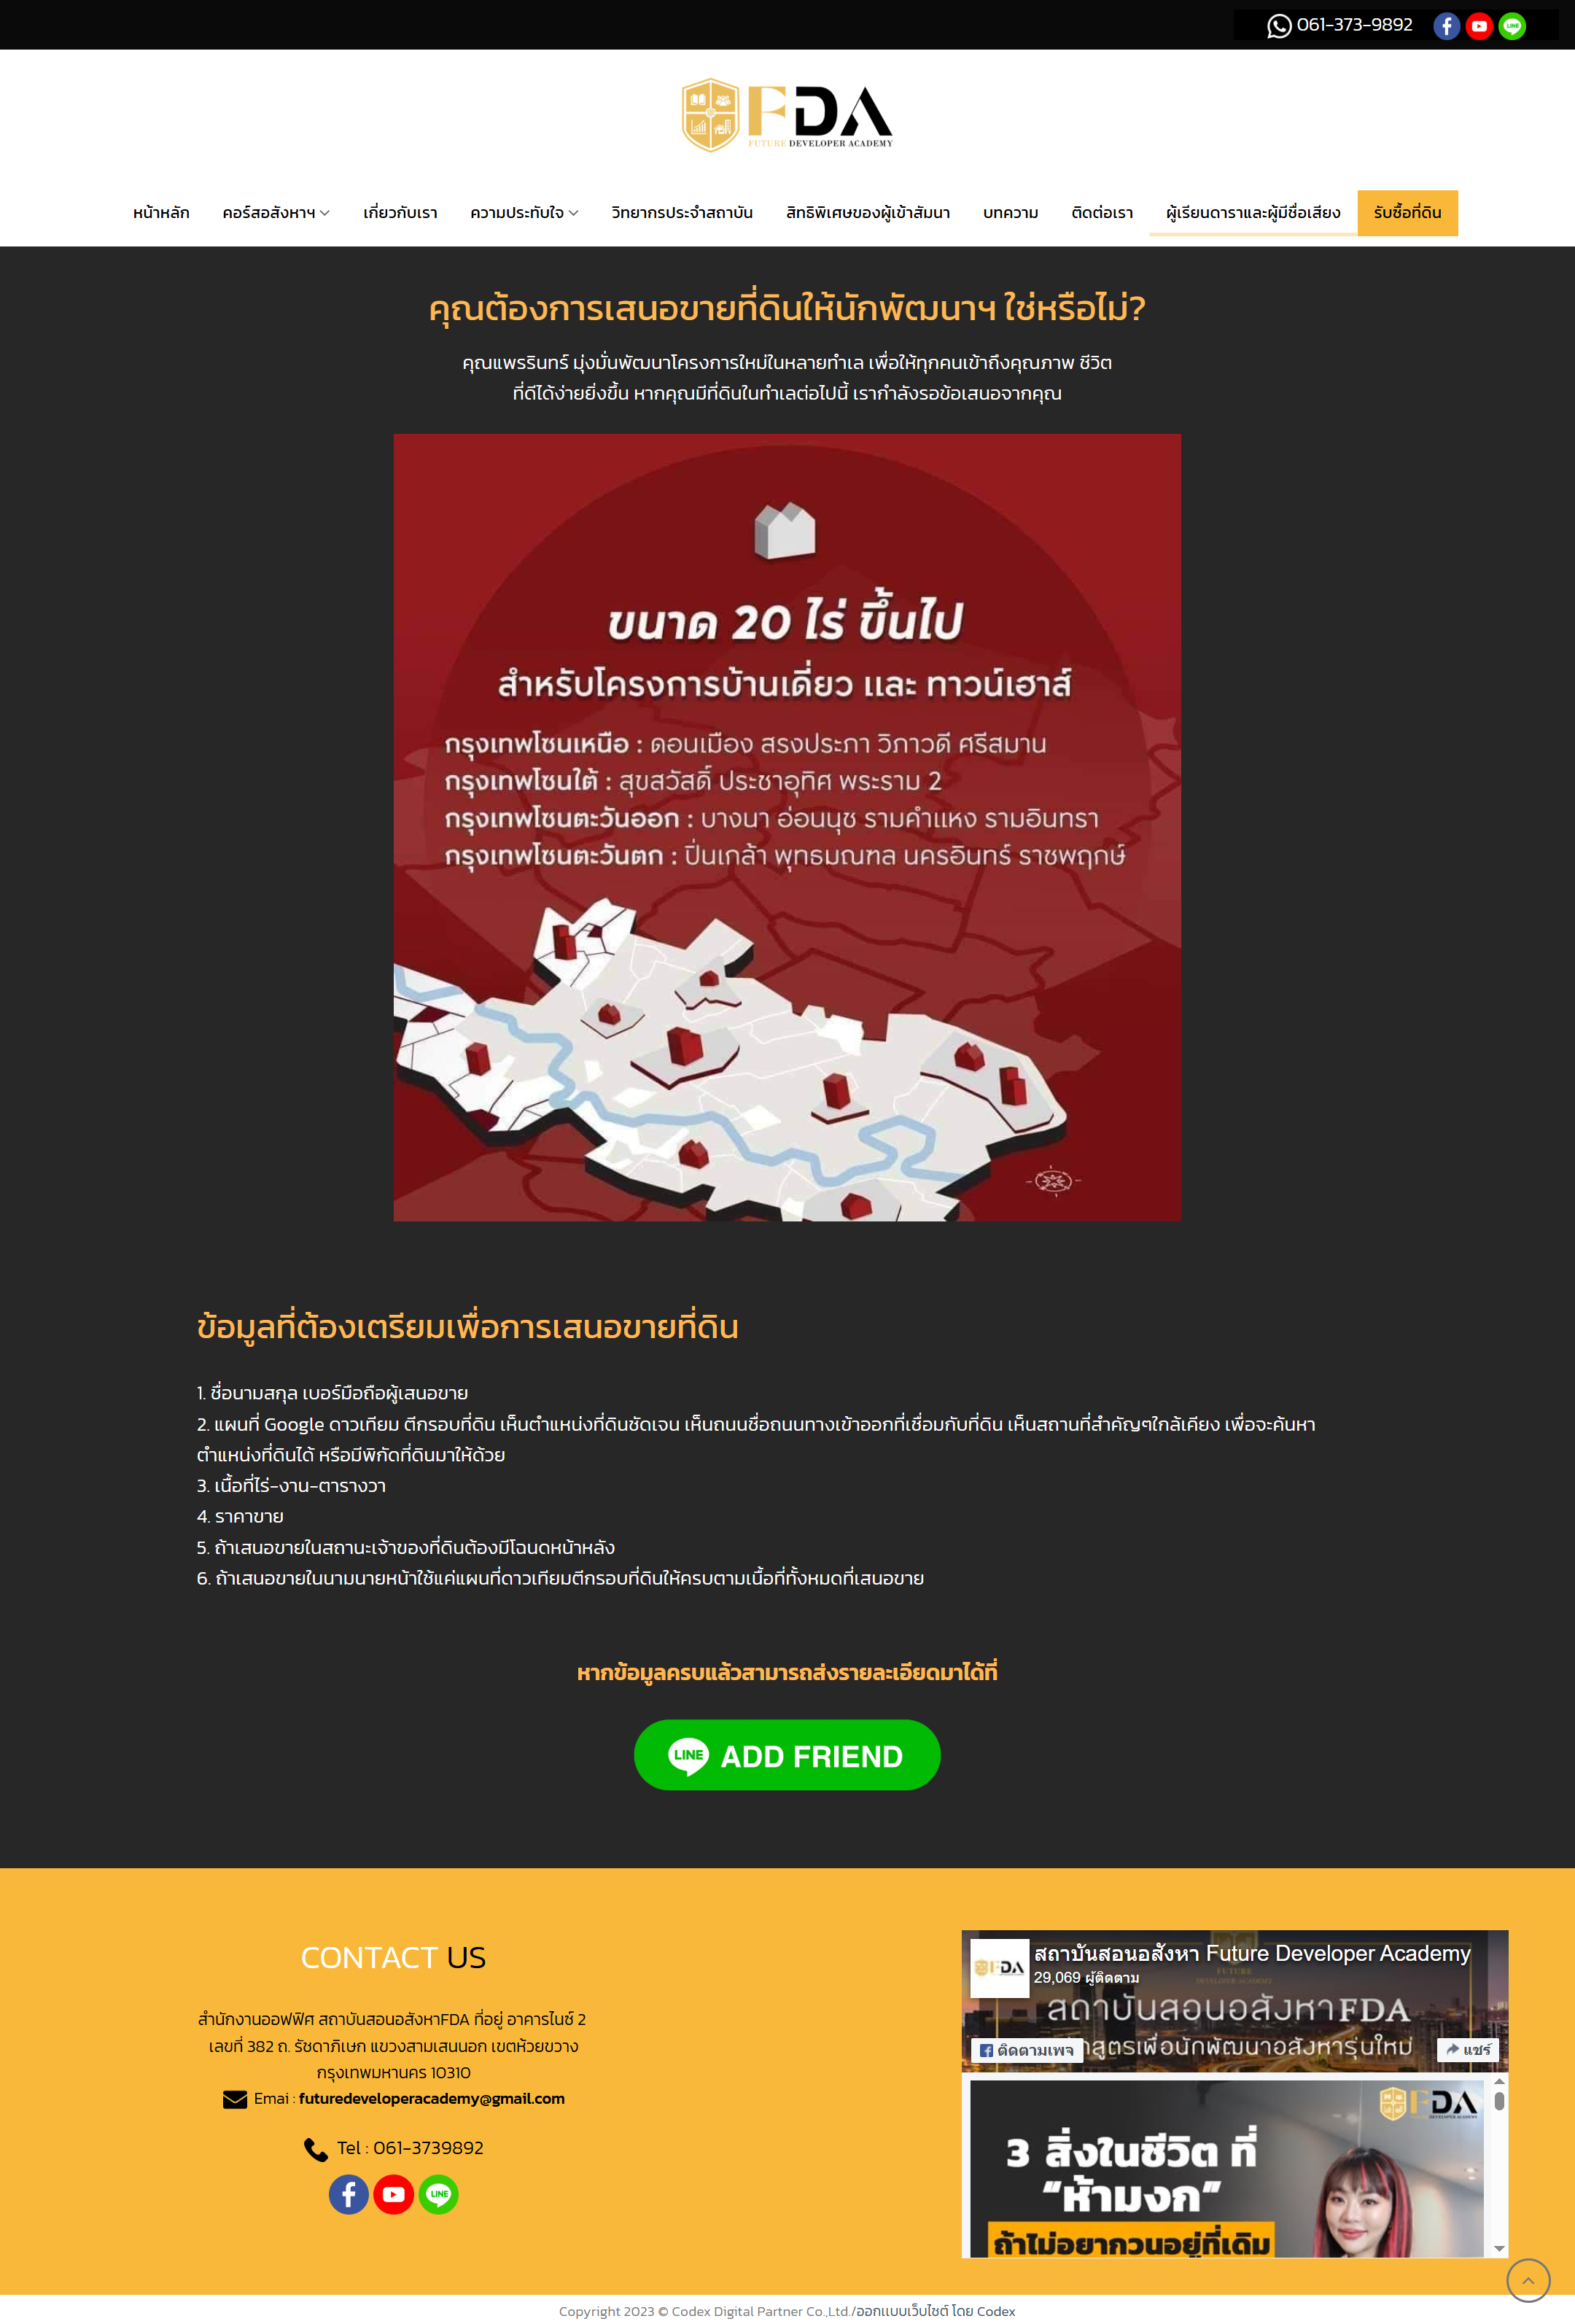 061-373-9892
FDA
FUTURE DEVELOPER ACADEMY
หน้าหลัก คอร์สอสังหาฯ เกี่ยวกับเรา ความประทับใจ วิทยากรประจำสถาบัน สิทธิพิเศษของผู้เข้าสัมนา บทความ ติดต่อเรา ผู้เรียนดาราและผู้มีชื่อเสียง รับซื้อที่ดิน
คุณต้องการเสนอขายที่ดินให้นักพัฒนาฯ ใช่หรือไม่?
คุณแพรรินทร์ มุ่งมั่นพัฒนาโครงการใหม่ในหลายทำเล เพื่อให้ทุกคนเข้าถึงคุณภาพ ชีวิต
ที่ดีได้ง่ายยิ่งขึ้น หากคุณมีที่ดินในทำเลต่อไปนี้ เรากำลังรอข้อเสนอจากคุณ
ขนาด 20 ไร่ ขึ้นไป
สำหรับโครงการบ้านเดี่ยว และ ทาวน์เฮาส์
กรุงเทพโซนเหนือ : ดอนเมือง สรงประภา วิภาวดี ศรีสมาน
กรุงเทพโซนใต้ : สุขสวัสดิ์ ประชาอุทิศ พระราม 2
กรุงเทพโซนตะวันออก : บางนา อ่อนนุช รามคำแหง รามอินทรา
กรุงเทพโซนตะวันตก : ปิ่นเกล้า พุทธมณฑล นครอินทร์ ราชพฤกษ์
ข้อมูลที่ต้องเตรียมเพื่อการเสนอขายที่ดิน
1. ชื่อนามสกุล เบอร์มือถือผู้เสนอขาย
2. แผนที่ Google ดาวเทียม ตีกรอบที่ดิน เห็นตำแหน่งที่ดินชัดเจน เห็นถนนชื่อถนนทางเข้าออกที่เชื่อมกับที่ดิน เห็นสถานที่สำคัญๆใกล้เคียง เพื่อจะค้นหา
ตำแหน่งที่ดินได้ หรือมีพิกัดที่ดินมาให้ด้วย
3. เนื้อที่ไร่-งาน-ตารางวา
4. ราคาขาย
5. ถ้าเสนอขายในสถานะเจ้าของที่ดินต้องมีโฉนดหน้าหลัง
6. ถ้าเสนอขายในนามนายหน้าใช้แค่แผนที่ดาวเทียมตีกรอบที่ดินให้ครบตามเนื้อที่ทั้งหมดที่เสนอขาย
หากข้อมูลครบแล้วสามารถส่งรายละเอียดมาได้ที่
LINE ADD FRIEND
CONTACT US
สำนักงานออฟฟิศ สถาบันสอนอสังหาFDA ที่อยู่ อาคารไนซ์ 2
เลขที่ 382 ถ. รัชดาภิเษก แขวงสามเสนนอก เขตห้วยขวาง
กรุงเทพมหานคร 10310
Emai : futuredeveloperacademy@gmail.com
Tel : 061-3739892
LINE
สถาบันสอนอสังหา Future Developer Academy
29,069 ผู้ติดตาม
สถาบันสอนอสังหาFDA
สูตรเพื่อนักพัฒนาอสังหารุ่นใหม่
ติดตามเพจ
แชร์
FDA
3 สิ่งในชีวิต ที่
“ห้ามงก”
ถ้าไม่อยากวนอยู่ที่เดิม
Copyright 2023 © Codex Digital Partner Co.,Ltd./ออกแบบเว็บไซต์ โดย Codex